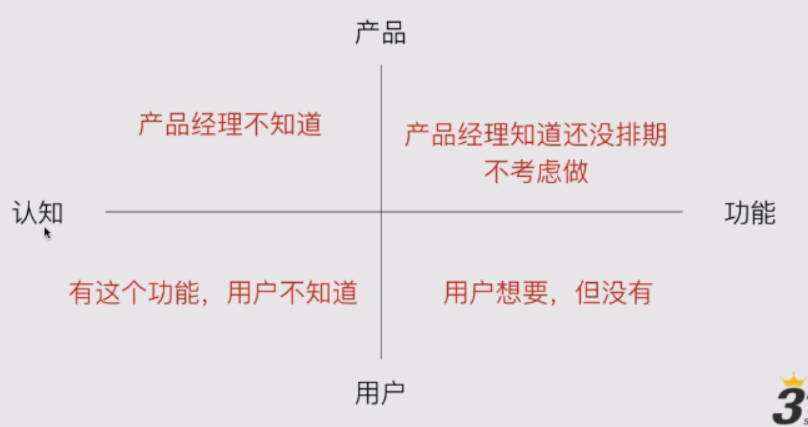 产品
产品经理不知道
产品经理知道还没排期
不考虑做
认知
功能
有这个功能，用户不知道
用户想要，但没有
用户
3